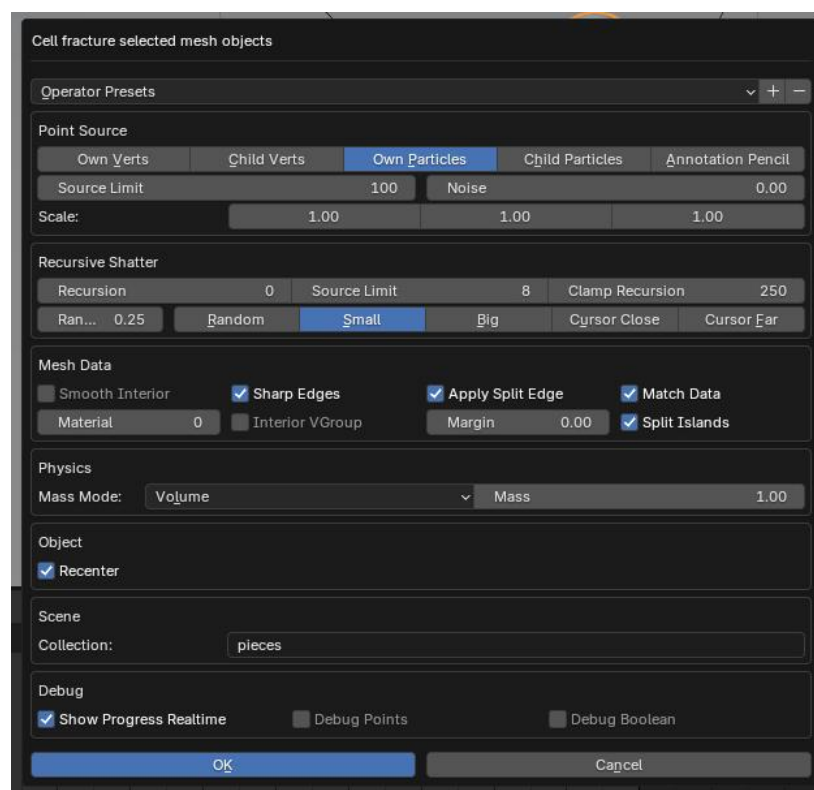 Cell fracture selected mesh objects
Operator Presets
Point Source
Own Verts Child Verts Own Particles Child Particles Annotation Pencil
Source Limit 100 Noise 0.00
Scale: 1.00 1.00 1.00
Recursive Shatter
Recursion 0 Source Limit 8 Clamp Recursion 250
Ran... 0.25 Random Small Big Cursor Close Cursor Far
Mesh Data
Smooth Interior Sharp Edges Apply Split Edge Match Data
Material 0 Interior VGroup Margin 0.00 Split Islands
Physics
Mass Mode: Volume Mass 1.00
Object
Recenter
Scene
Collection: pieces
Debug
Show Progress Realtime Debug Points Debug Boolean
OK Cancel